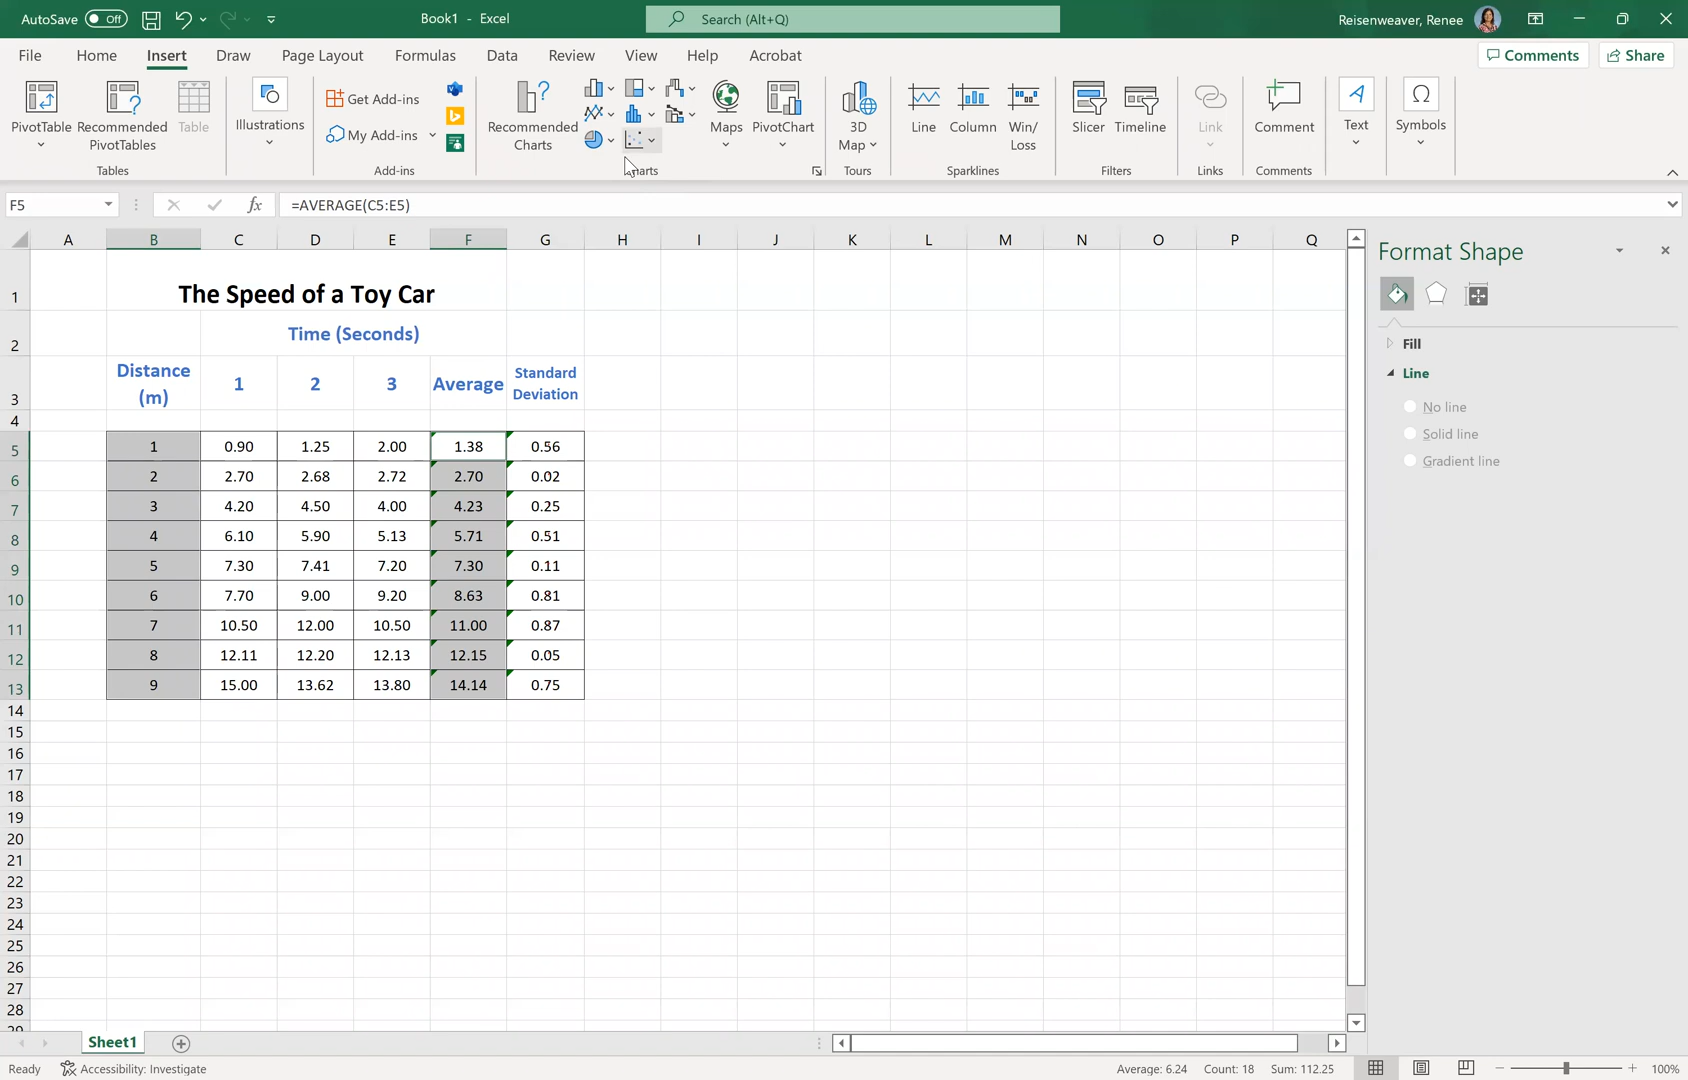 AutoSave Off Book1 - Excel Search (Alt+Q) Reisenweaver, Renee
File Home Insert Draw Page Layout Formulas Data Review View Help Acrobat Comments Share
PivotTable
Recommended
PivotTables
Table
Tables
Illustrations
Get Add-ins
My Add-ins
Add-ins
Recommended
Charts
Maps
PivotChart
3D
Map
Tours
Line
Column
Win/
Loss
Sparklines
Slicer
Timeline
Filters
Link
Links
Comment
Comments
Text
Symbols
F5 fx =AVERAGE(C5:E5)
A B C D E F G H I J K L M N O P Q
1 The Speed of a Toy Car
2 Time (Seconds)
3 Distance (m) 1 2 3 Average Standard Deviation
4
5 1 0.90 1.25 2.00 1.38 0.56
6 2 2.70 2.68 2.72 2.70 0.02
7 3 4.20 4.50 4.00 4.23 0.25
8 4 6.10 5.90 5.13 5.71 0.51
9 5 7.30 7.41 7.20 7.30 0.11
10 6 7.70 9.00 9.20 8.63 0.81
11 7 10.50 12.00 10.50 11.00 0.87
12 8 12.11 12.20 12.13 12.15 0.05
13 9 15.00 13.62 13.80 14.14 0.75
14
15
16
17
18
19
20
21
22
23
24
25
26
27
28
29
Format Shape
Fill
Line
No line
Solid line
Gradient line
Sheet1
Ready Accessibility: Investigate Average: 6.24 Count: 18 Sum: 112.25 100%